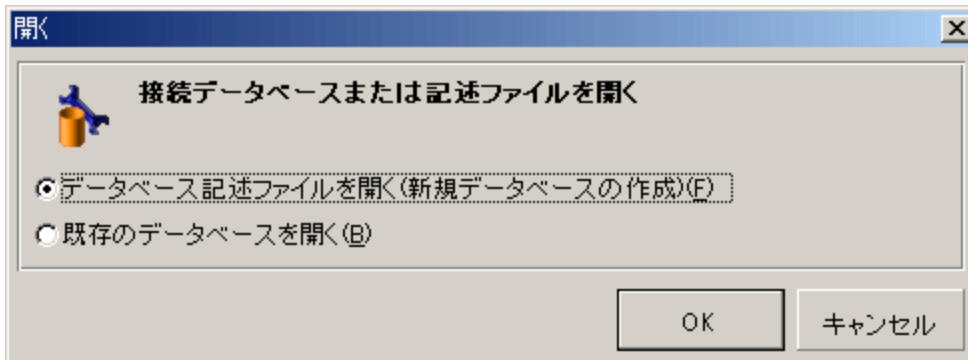 開く
接続データベースまたは記述ファイルを開く
データベース記述ファイルを開く(新規データベースの作成)(F)
既存のデータベースを開く(B)
OK
キャンセル